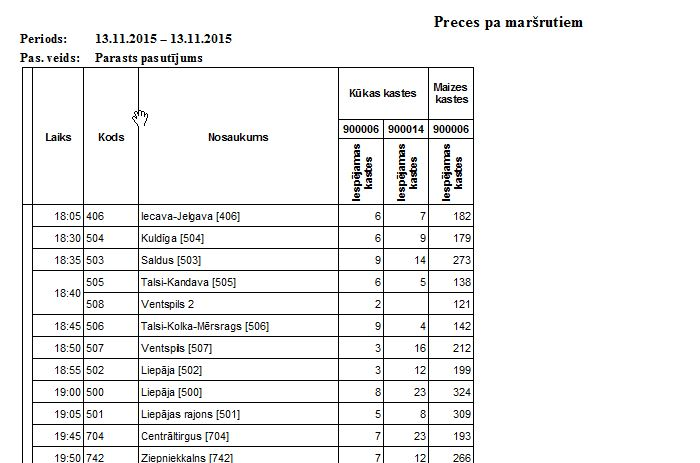 Preces pa maršrutiem
Periods: 13.11.2015 – 13.11.2015
Pas. veids: Parasts pasutījums
Laiks Kods Nosaukums Kūkas kastes Maizes kastes
900006 900014 900006
Iespējamas kastes Iespējamas kastes Iespējamas kastes
18:05 406 Iecava-Jelgava [406] 6 7 182
18:30 504 Kuldīga [504] 6 9 179
18:35 503 Saldus [503] 9 14 273
18:40 505 Talsi-Kandava [505] 6 5 138
508 Ventspils 2 2 121
18:45 506 Talsi-Kolka-Mērsrags [506] 9 4 142
18:50 507 Ventspils [507] 3 16 212
18:55 502 Liepāja [502] 3 12 199
19:00 500 Liepāja [500] 8 23 324
19:05 501 Liepājas rajons [501] 5 8 309
19:45 704 Centrāltirgus [704] 7 23 193
19:50 742 Ziepniekkalns [742] 7 12 266